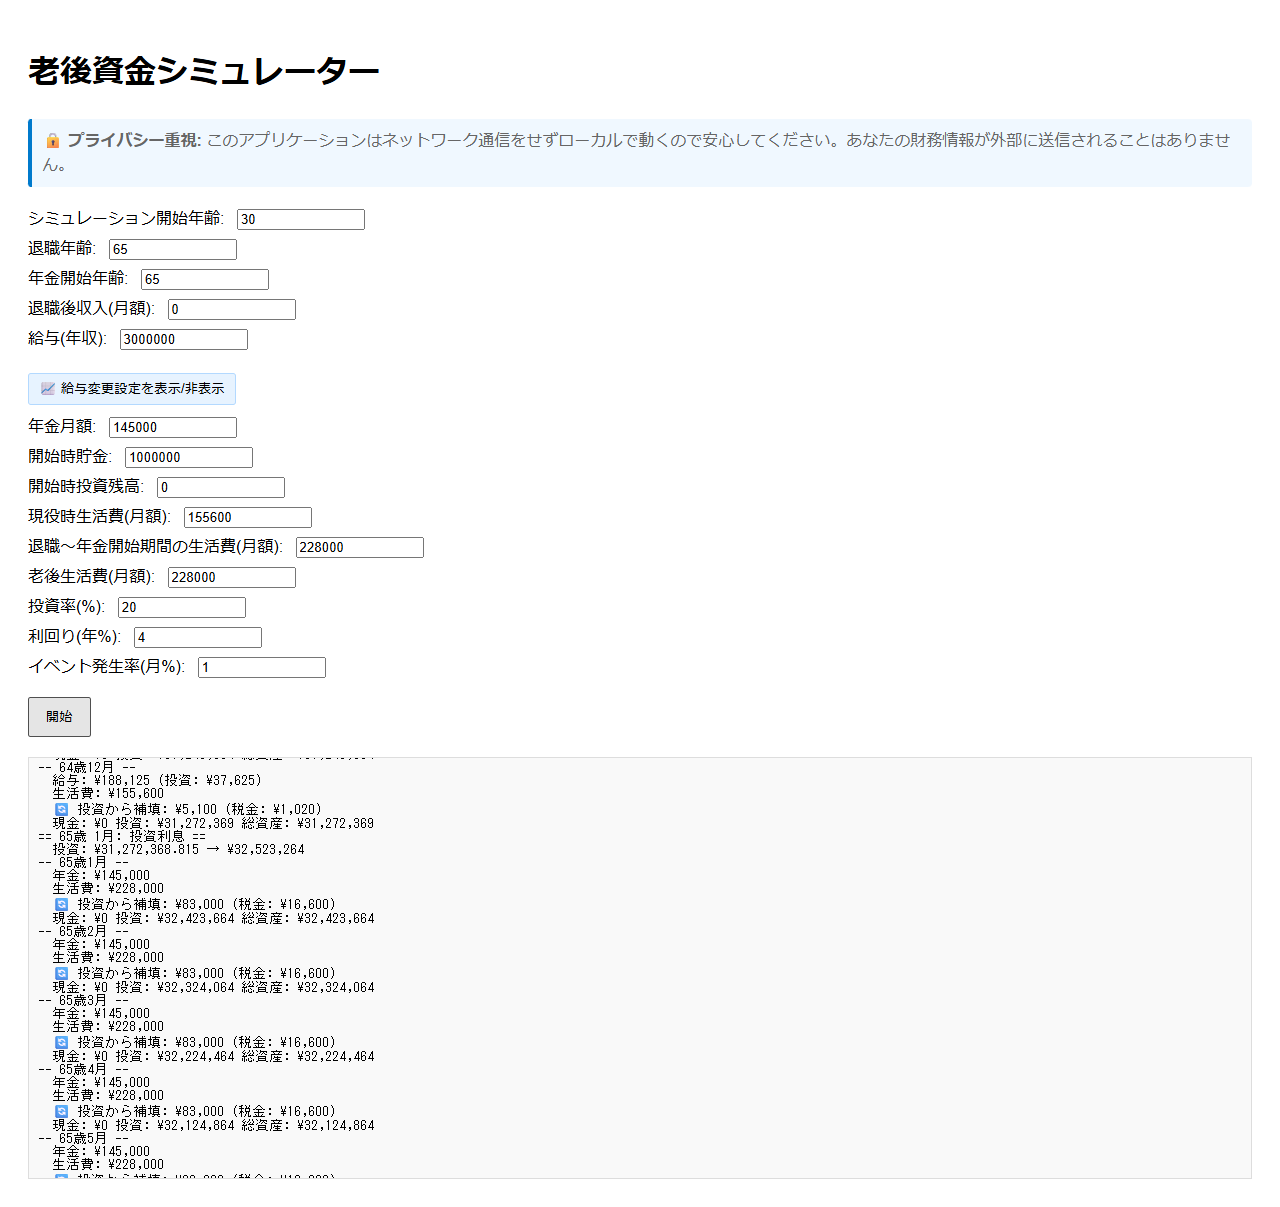 老後資金シミュレーター
🔒 プライバシー重視: このアプリケーションはネットワーク通信をせずローカルで動くので安心してください。あなたの財務情報が外部に送信されることはありませ
ん。
シミュレーション開始年齢: 30
退職年齢: 65
年金開始年齢: 65
退職後収入(月額): 0
給与(年収): 3000000
📈 給与変更設定を表示/非表示
年金月額: 145000
開始時貯金: 1000000
開始時投資残高: 0
現役時生活費(月額): 155600
退職～年金開始期間の生活費(月額): 228000
老後生活費(月額): 228000
投資率(%): 20
利回り(年%): 4
イベント発生率(月%): 1
開始
-- 64歳12月 --
給与: ¥188,125 (投資: ¥37,625)
生活費: ¥155,600
🔄 投資から補填: ¥5,100 (税金: ¥1,020)
現金: ¥0 投資: ¥31,272,369 総資産: ¥31,272,369
== 65歳 1月: 投資利息 ==
投資: ¥31,272,368.815 → ¥32,523,264
-- 65歳1月 --
年金: ¥145,000
生活費: ¥228,000
🔄 投資から補填: ¥83,000 (税金: ¥16,600)
現金: ¥0 投資: ¥32,423,664 総資産: ¥32,423,664
-- 65歳2月 --
年金: ¥145,000
生活費: ¥228,000
🔄 投資から補填: ¥83,000 (税金: ¥16,600)
現金: ¥0 投資: ¥32,324,064 総資産: ¥32,324,064
-- 65歳3月 --
年金: ¥145,000
生活費: ¥228,000
🔄 投資から補填: ¥83,000 (税金: ¥16,600)
現金: ¥0 投資: ¥32,224,464 総資産: ¥32,224,464
-- 65歳4月 --
年金: ¥145,000
生活費: ¥228,000
🔄 投資から補填: ¥83,000 (税金: ¥16,600)
現金: ¥0 投資: ¥32,124,864 総資産: ¥32,124,864
-- 65歳5月 --
年金: ¥145,000
生活費: ¥228,000